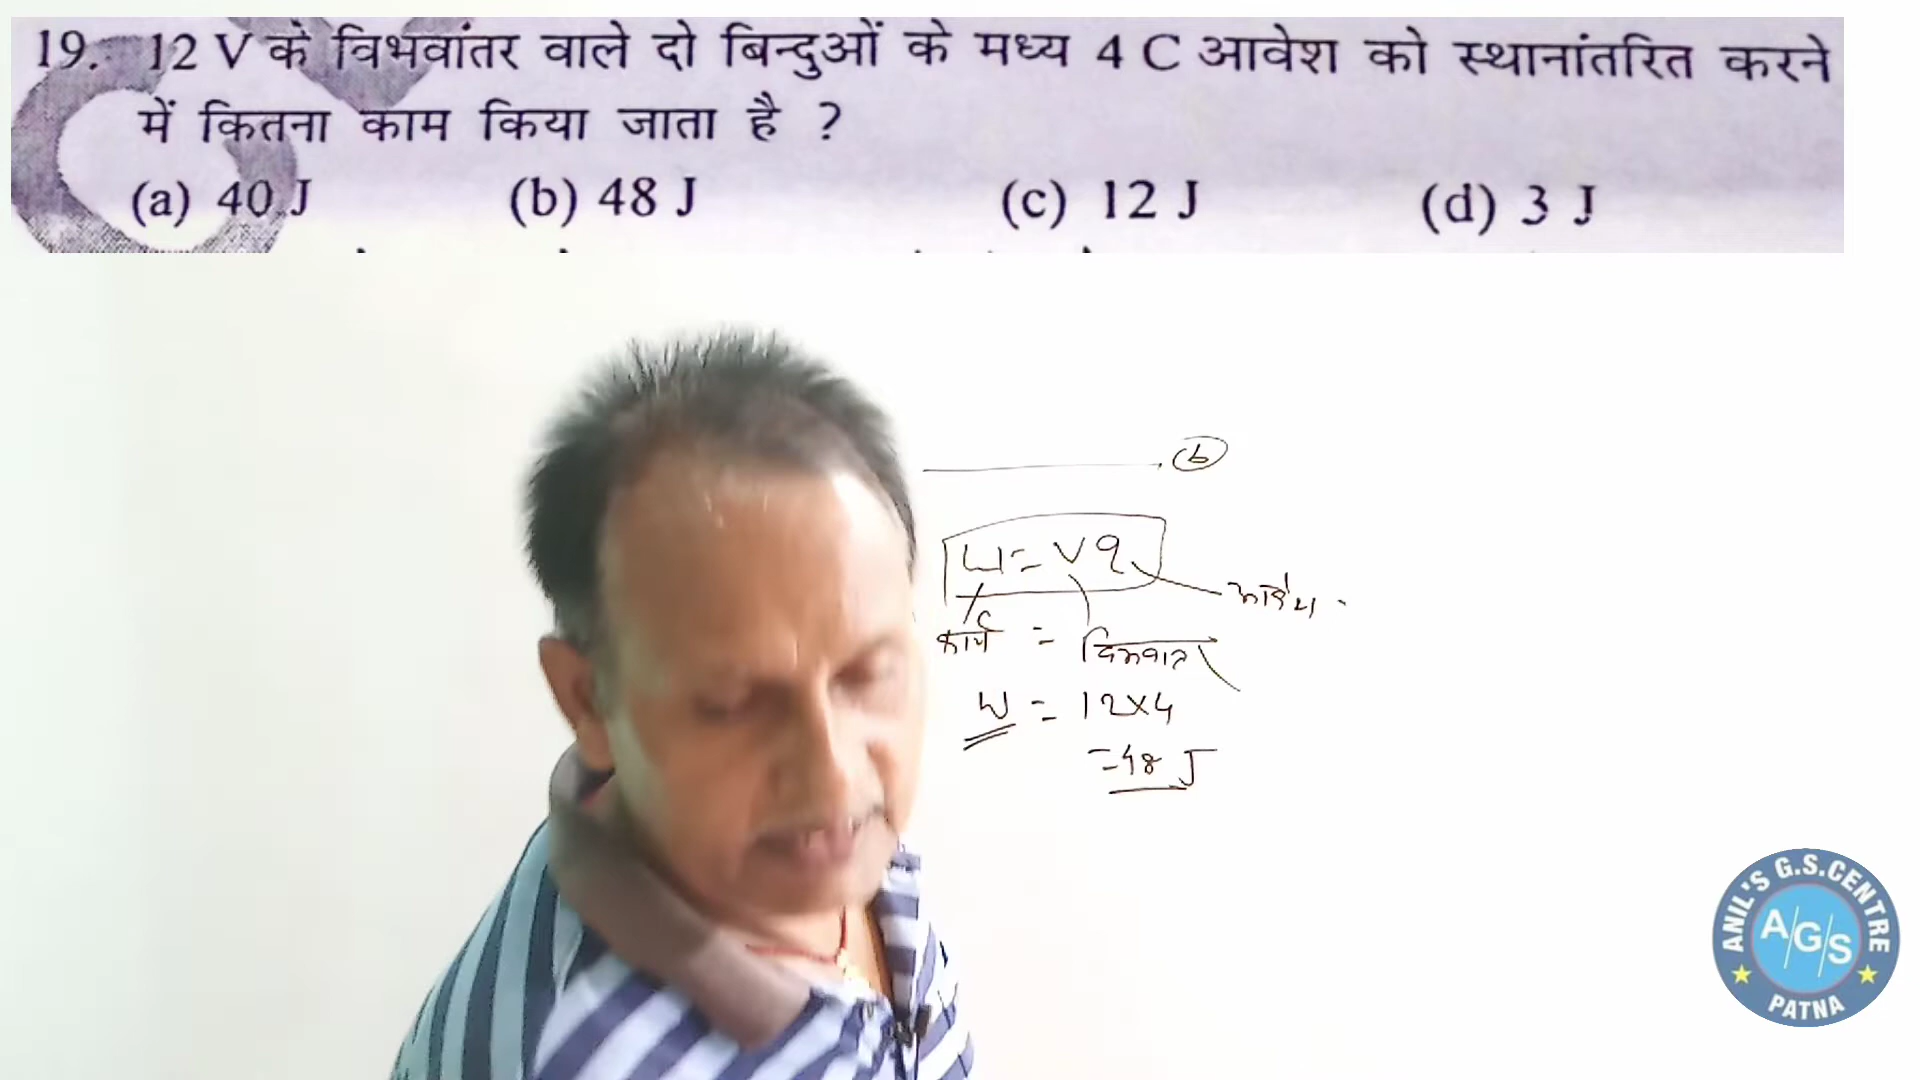 19. 12 V के विभवांतर वाले दो बिन्दुओं के मध्य 4 C आवेश को स्थानांतरित करने
में कितना काम किया जाता है ?
(a) 40 J (b) 48 J (c) 12 J (d) 3 J
b
W = Vq
आवेश
कार्य = विभवांतर
W = 12×4
=48 J
ANIL'S G.S.CENTRE
A/G/S
PATNA